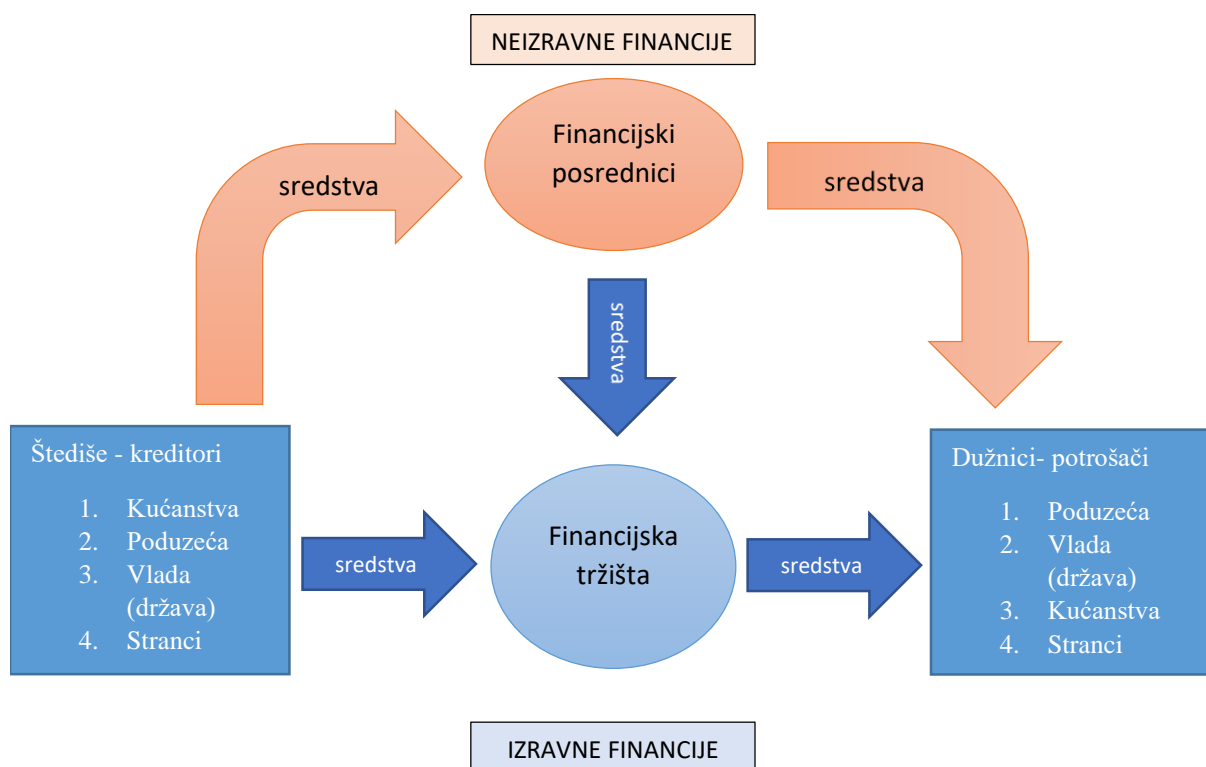 NEIZRAVNE FINANCIJE
Financijski
posrednici
sredstva
sredstva
sredstva
Štediše - kreditori
1. Kućanstva
2. Poduzeća
3. Vlada
(država)
4. Stranci
sredstva
Financijska
tržišta
sredstva
Dužnici- potrošači
1. Poduzeća
2. Vlada
(država)
3. Kućanstva
4. Stranci
IZRAVNE FINANCIJE